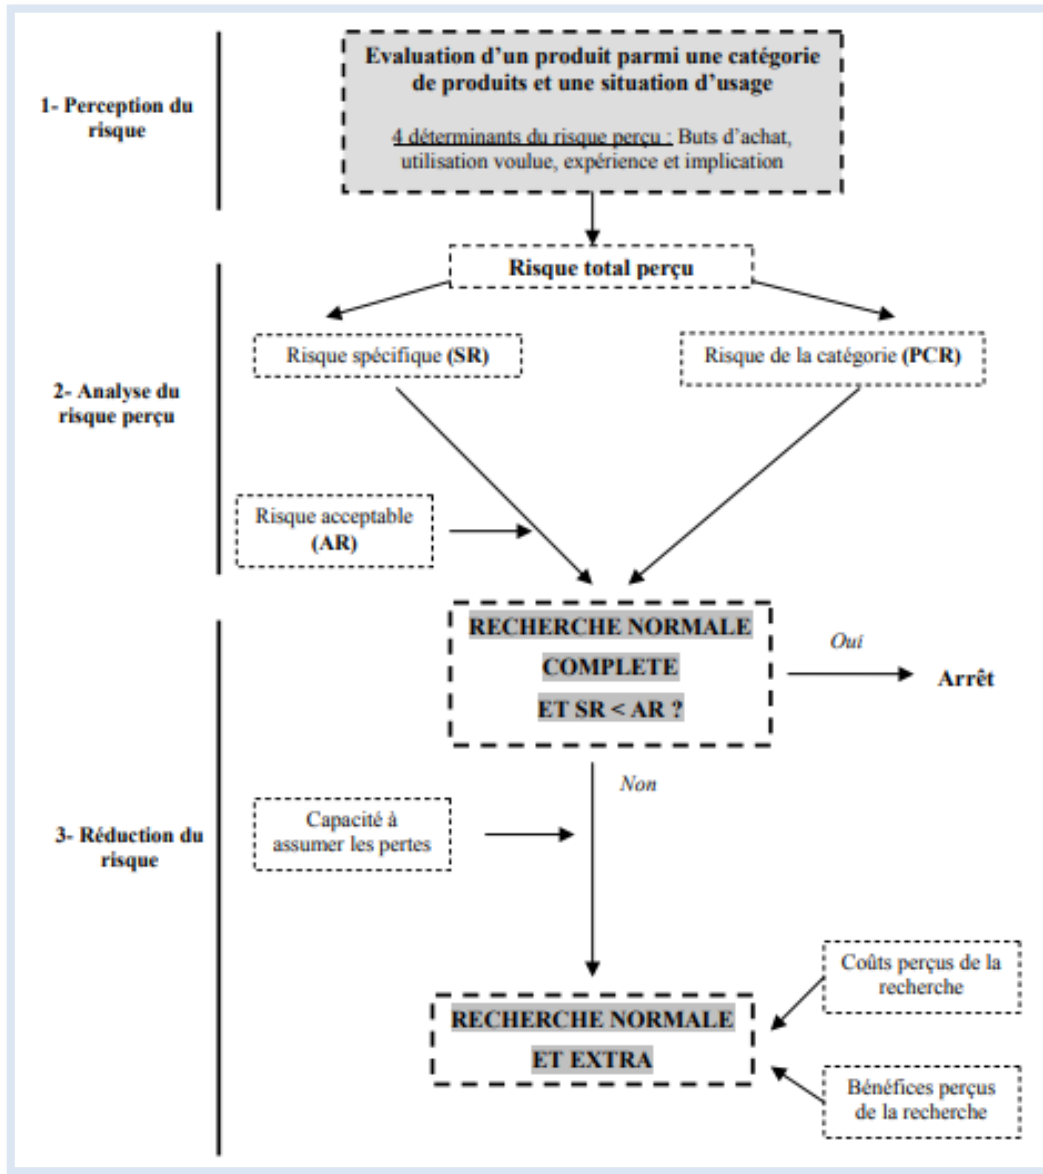 Evaluation d'un produit parmi une catégorie
de produits et une situation d'usage
4 déterminants du risque perçu : Buts d'achat,
utilisation voulue, expérience et implication
1- Perception du
risque
Risque total perçu
Risque spécifique (SR)
Risque de la catégorie (PCR)
2- Analyse du
risque perçu
Risque acceptable
(AR)
RECHERCHE NORMALE
COMPLETE
ET SR < AR ?
Oui
Arrêt
Non
3- Réduction du
risque
Capacité à
assumer les pertes
Coûts perçus de la
recherche
RECHERCHE NORMALE
ET EXTRA
Bénéfices perçus
de la recherche